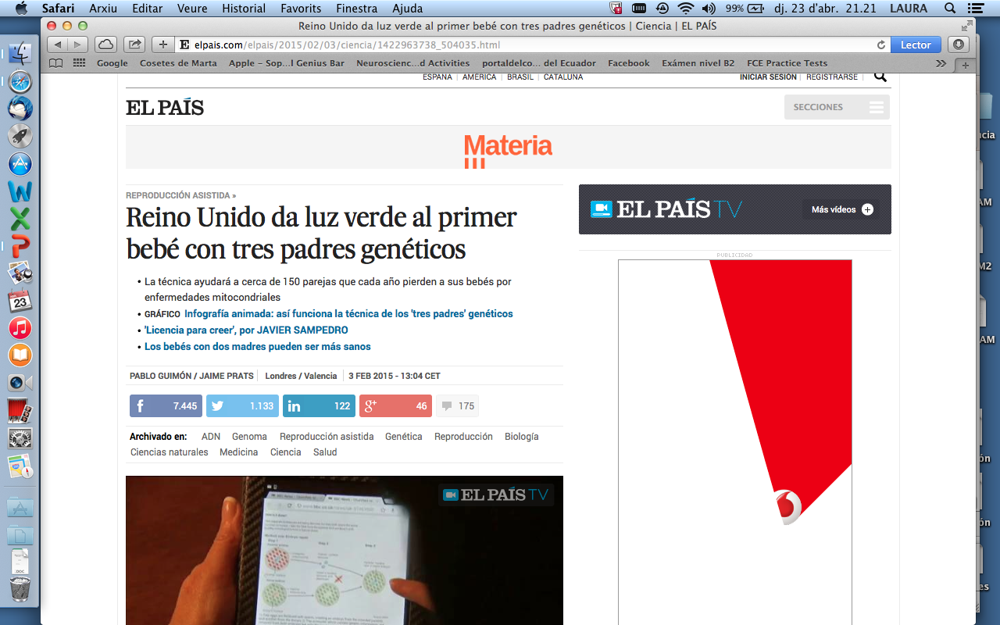 Safari Arxiu Editar Veure Historial Favorits Finestra Ajuda 99% dj. 23 d'abr. 21.21 LAURA
Reino Unido da luz verde al primer bebé con tres padres genéticos | Ciencia | EL PAÍS
elpais.com/elpais/2015/02/03/ciencia/1422963738_504035.html Lector
Google Cosetes de Marta Apple - Sop...l Genius Bar Neuroscienc...d Activities portaldelco... del Ecuador Facebook Exámen nivel B2 FCE Practice Tests
ESPAÑA AMÉRICA BRASIL CATALUNA INICIAR SESIÓN REGISTRARSE
EL PAÍS SECCIONES
Materia
REPRODUCCIÓN ASISTIDA »
Reino Unido da luz verde al primer
bebé con tres padres genéticos
EL PAÍS TV Más vídeos
PUBLICIDAD
• La técnica ayudará a cerca de 150 parejas que cada año pierden a sus bebés por
enfermedades mitocondriales
• GRÁFICO Infografía animada: así funciona la técnica de los 'tres padres' genéticos
• 'Licencia para creer', por JAVIER SAMPEDRO
• Los bebés con dos madres pueden ser más sanos
PABLO GUIMÓN / JAIME PRATS Londres / Valencia 3 FEB 2015 - 13:04 CET
7.445 1.133 in 122 g+ 46 175
Archivado en: ADN Genoma Reproducción asistida Genética Reproducción Biología
Ciencias naturales Medicina Ciencia Salud
EL PAÍS TV
23
.DOC